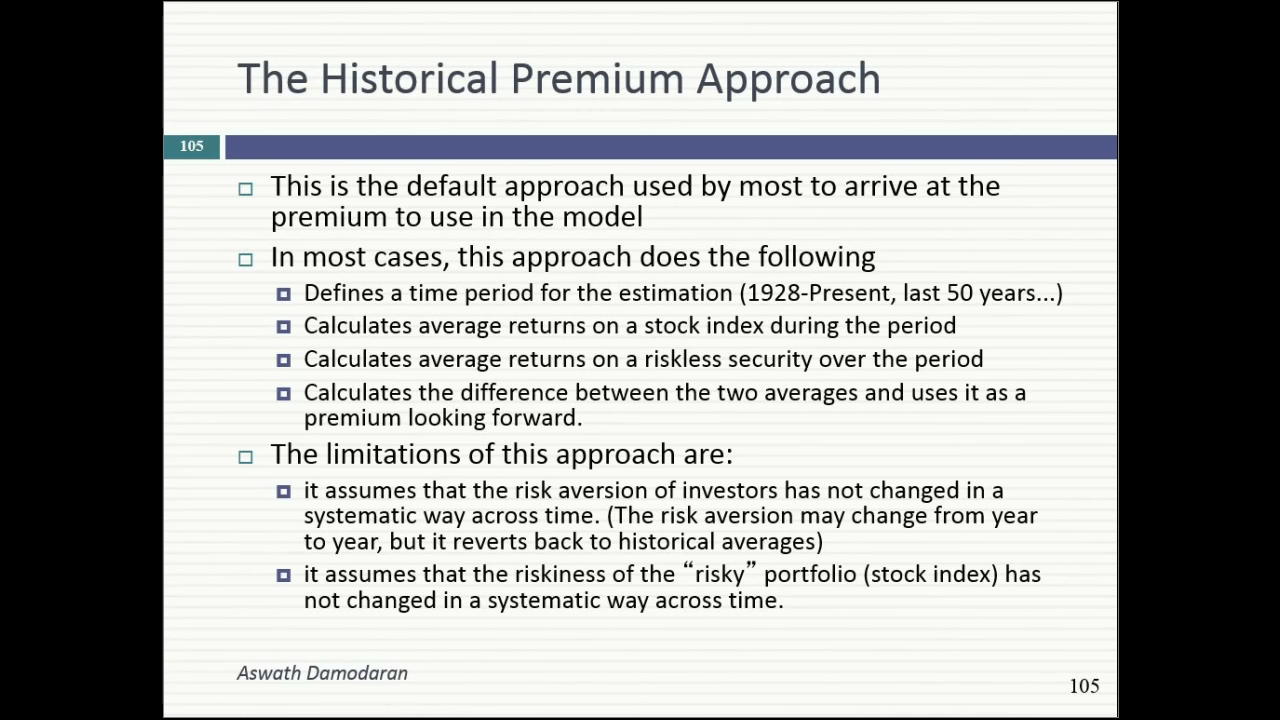 The Historical Premium Approach
105
This is the default approach used by most to arrive at the
premium to use in the model
In most cases, this approach does the following
Defines a time period for the estimation (1928-Present, last 50 years...)
Calculates average returns on a stock index during the period
Calculates average returns on a riskless security over the period
Calculates the difference between the two averages and uses it as a
premium looking forward.
The limitations of this approach are:
it assumes that the risk aversion of investors has not changed in a
systematic way across time. (The risk aversion may change from year
to year, but it reverts back to historical averages)
it assumes that the riskiness of the “risky” portfolio (stock index) has
not changed in a systematic way across time.
Aswath Damodaran
105